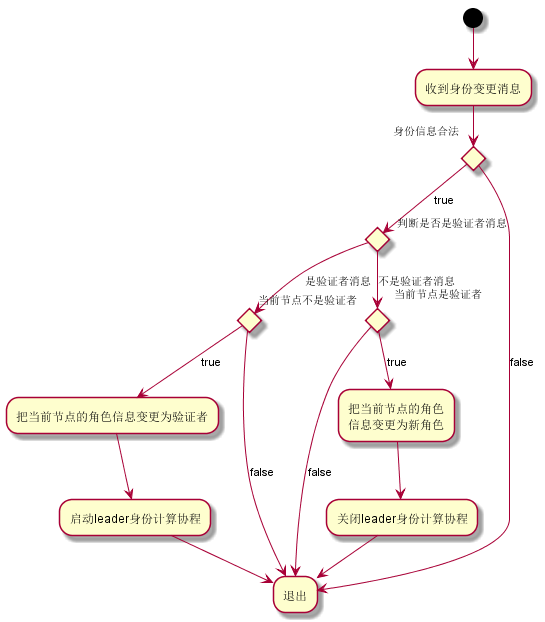 收到身份变更消息
身份信息合法
true
判断是否是验证者消息
是验证者消息
不是验证者消息
当前节点不是验证者
当前节点是验证者
true
true
false
把当前节点的角色信息变更为验证者
把当前节点的角色
信息变更为新角色
false
false
启动leader身份计算协程
关闭leader身份计算协程
退出